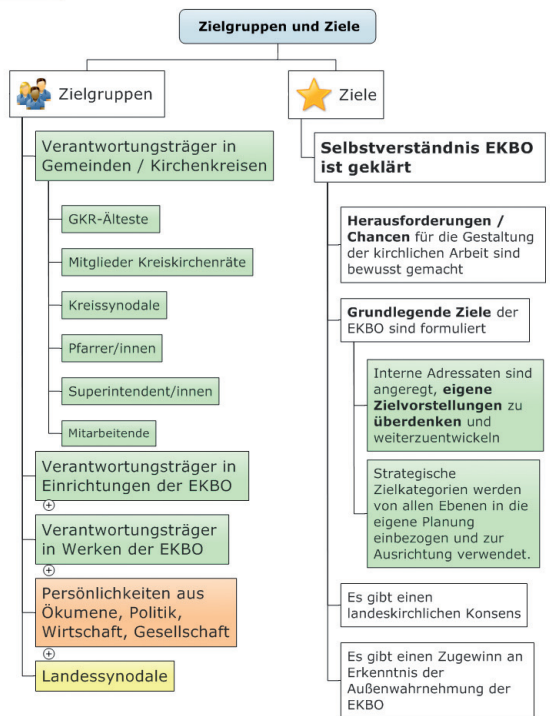 Zielgruppen und Ziele
Zielgruppen
Verantwortungsträger in
Gemeinden / Kirchenkreisen
GKR-Älteste
Mitglieder Kreiskirchenräte
Kreissynodale
Pfarrer/innen
Superintendent/innen
Mitarbeitende
Verantwortungsträger in
Einrichtungen der EKBO
Verantwortungsträger
in Werken der EKBO
Persönlichkeiten aus
Ökumene, Politik,
Wirtschaft, Gesellschaft
Landessynodale
Ziele
Selbstverständnis EKBO
ist geklärt
Herausforderungen /
Chancen für die Gestaltung
der kirchlichen Arbeit sind
bewusst gemacht
Grundlegende Ziele der
EKBO sind formuliert
Interne Adressaten sind
angeregt, eigene
Zielvorstellungen zu
überdenken und
weiterzuentwickeln
Strategische
Zielkategorien werden
von allen Ebenen in die
eigene Planung
einbezogen und zur
Ausrichtung verwendet.
Es gibt einen
landeskirchlichen Konsens
Es gibt einen Zugewinn an
Erkenntnis der
Außenwahrnehmung der
EKBO